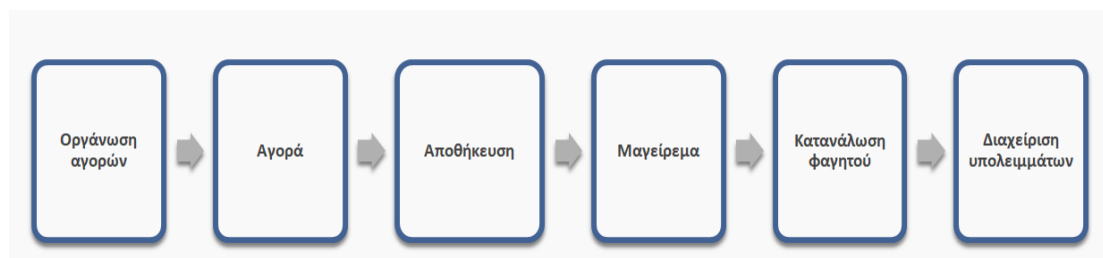 Οργάνωση
αγορών
Αγορά
Αποθήκευση
Μαγείρεμα
Κατανάλωση
φαγητού
Διαχείριση
υπολειμμάτων